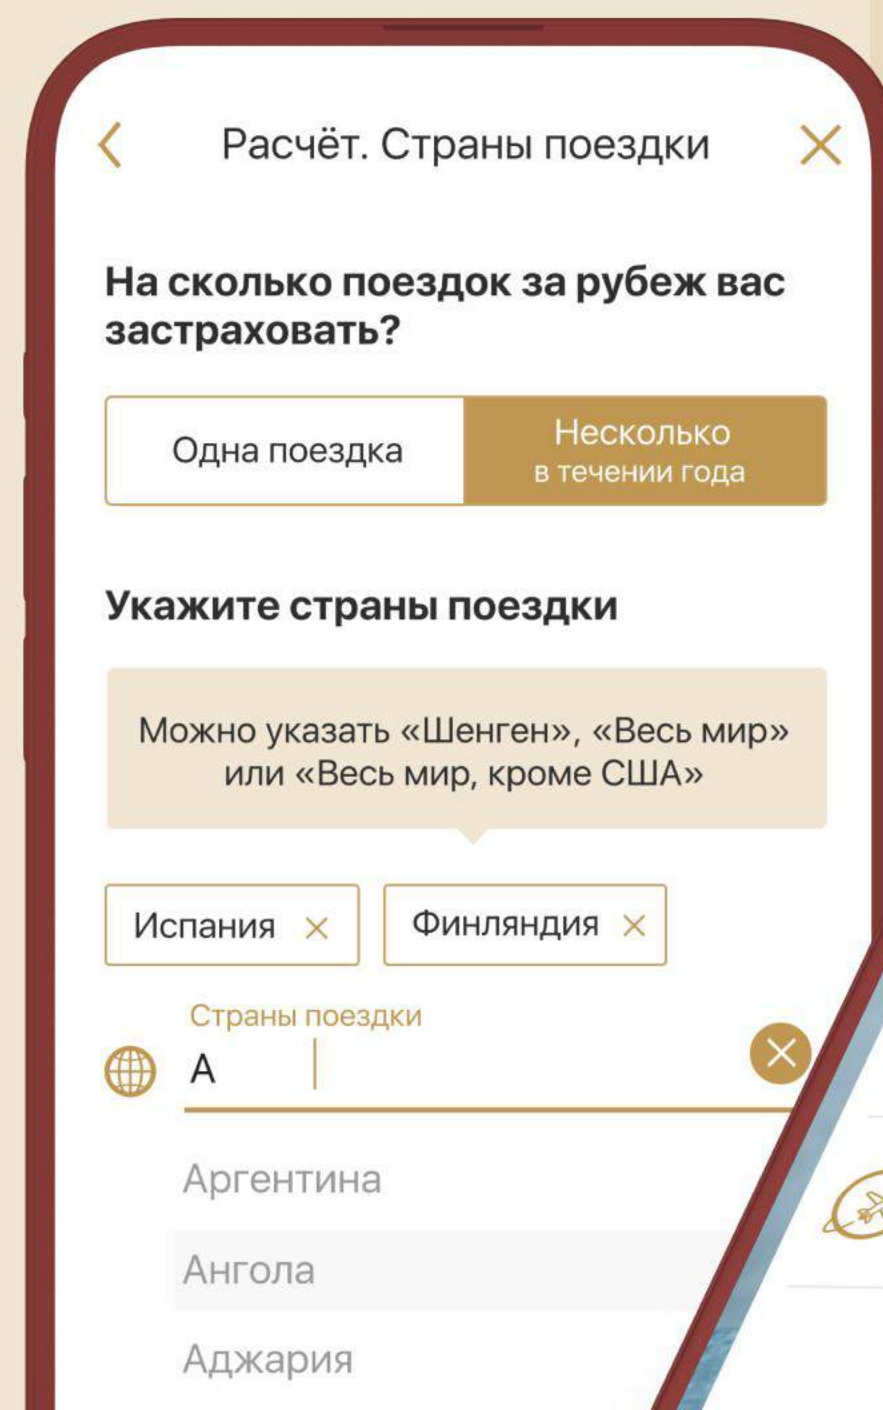 Расчёт. Страны поездки
На сколько поездок за рубеж вас
застраховать?
Одна поездка
Несколько
в течении года
Укажите страны поездки
Можно указать «Шенген», «Весь мир»
или «Весь мир, кроме США»
Испания
Финляндия
Страны поездки
А
Аргентина
Ангола
Аджария